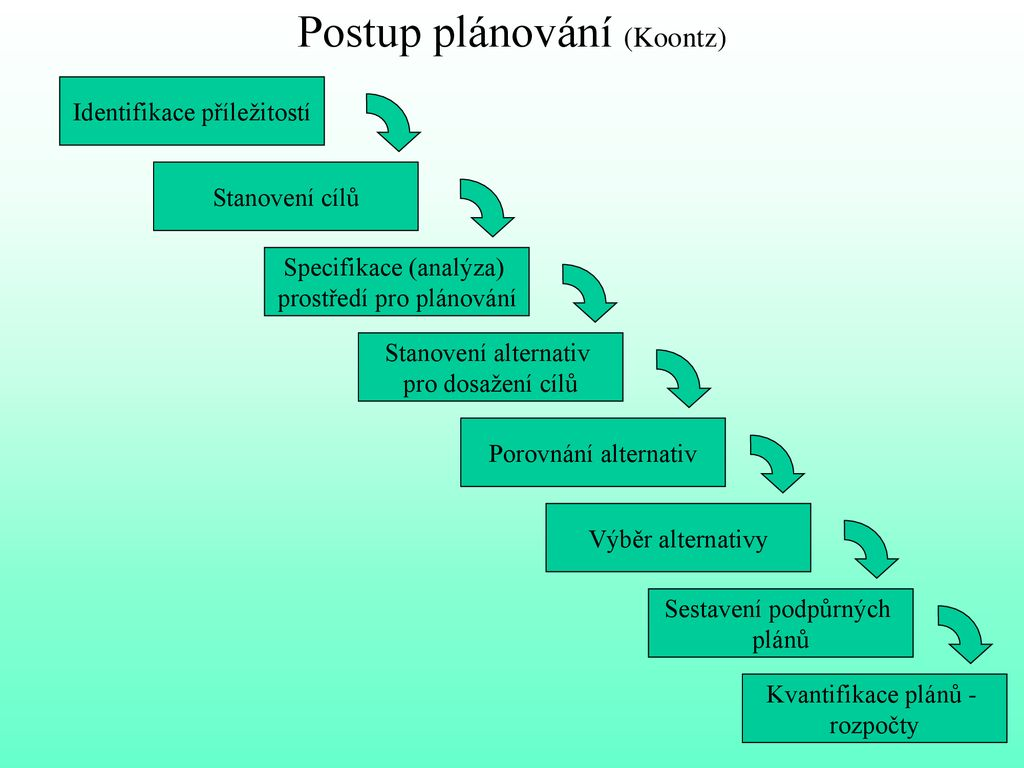 Postup plánování (Koontz)
Identifikace příležitostí
Stanovení cílů
Specifikace (analýza)
prostředí pro plánování
Stanovení alternativ
pro dosažení cílů
Porovnání alternativ
Výběr alternativy
Sestavení podpůrných
plánů
Kvantifikace plánů -
rozpočty